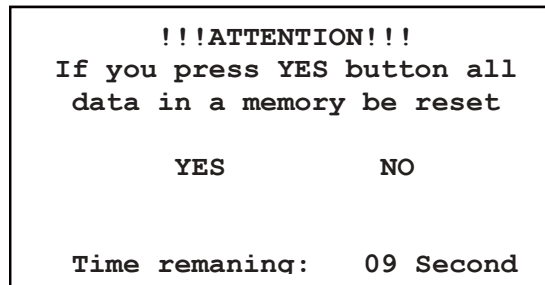 !!!ATTENTION!!!
If you press YES button all
data in a memory be reset
YES NO
Time remaning: 09 Second